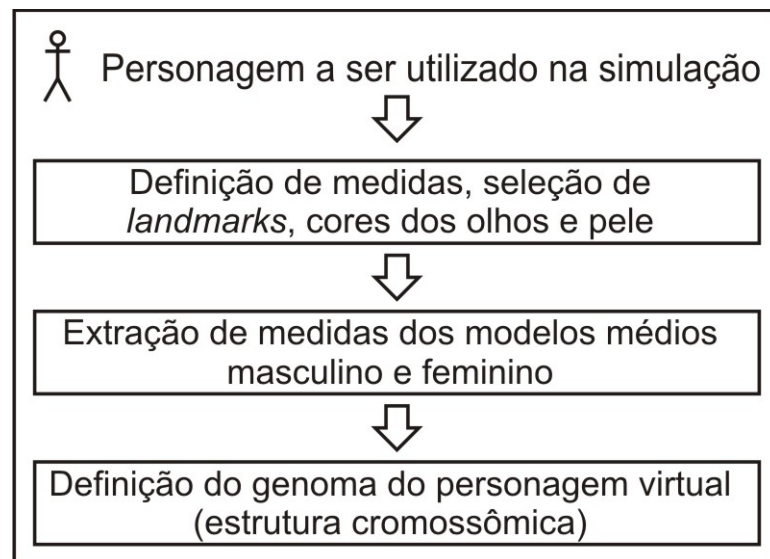 Personagem a ser utilizado na simulação
Definição de medidas, seleção de
landmarks, cores dos olhos e pele
Extração de medidas dos modelos médios
masculino e feminino
Definição do genoma do personagem virtual
(estrutura cromossômica)